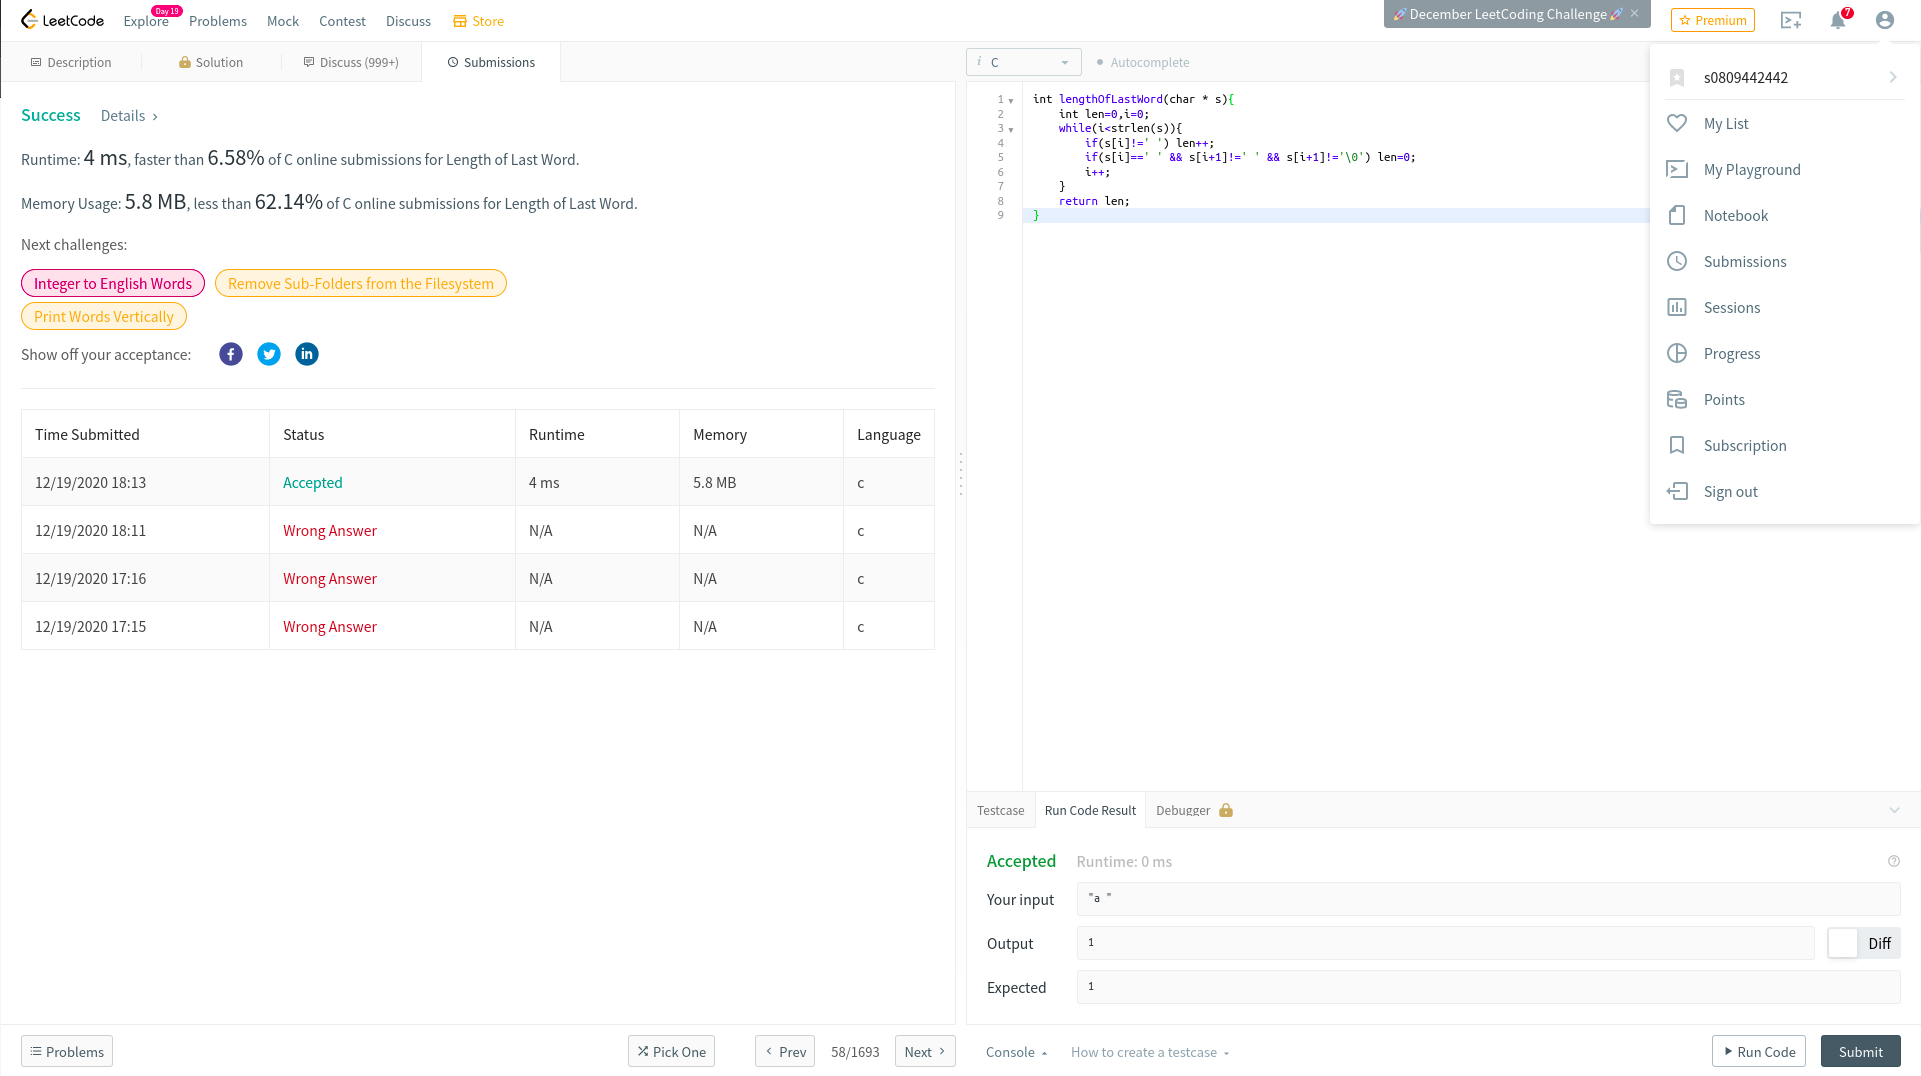 LeetCode Explore Day 19 Problems Mock Contest Discuss Store
🚀 December LeetCoding Challenge 🚀 ×
Premium 7
Description Solution Discuss (999+) Submissions
Success Details ›
Runtime: 4 ms, faster than 6.58% of C online submissions for Length of Last Word.
Memory Usage: 5.8 MB, less than 62.14% of C online submissions for Length of Last Word.
Next challenges:
Integer to English Words Remove Sub-Folders from the Filesystem
Print Words Vertically
Show off your acceptance: f in
Time Submitted Status Runtime Memory Language
12/19/2020 18:13 Accepted 4 ms 5.8 MB c
12/19/2020 18:11 Wrong Answer N/A N/A c
12/19/2020 17:16 Wrong Answer N/A N/A c
12/19/2020 17:15 Wrong Answer N/A N/A c
Problems Pick One Prev 58/1693 Next
i C Autocomplete
1 int lengthOfLastWord(char * s){
2     int len=0,i=0;
3     while(i<strlen(s)){
4         if(s[i]!=' ') len++;
5         if(s[i]==' ' && s[i+1]!=' ' && s[i+1]!='\0') len=0;
6         i++;
7     }
8     return len;
9 }
s0809442442
My List
My Playground
Notebook
Submissions
Sessions
Progress
Points
Subscription
Sign out
Testcase Run Code Result Debugger
Accepted Runtime: 0 ms
Your input "a "
Output 1 Diff
Expected 1
Console How to create a testcase Run Code Submit